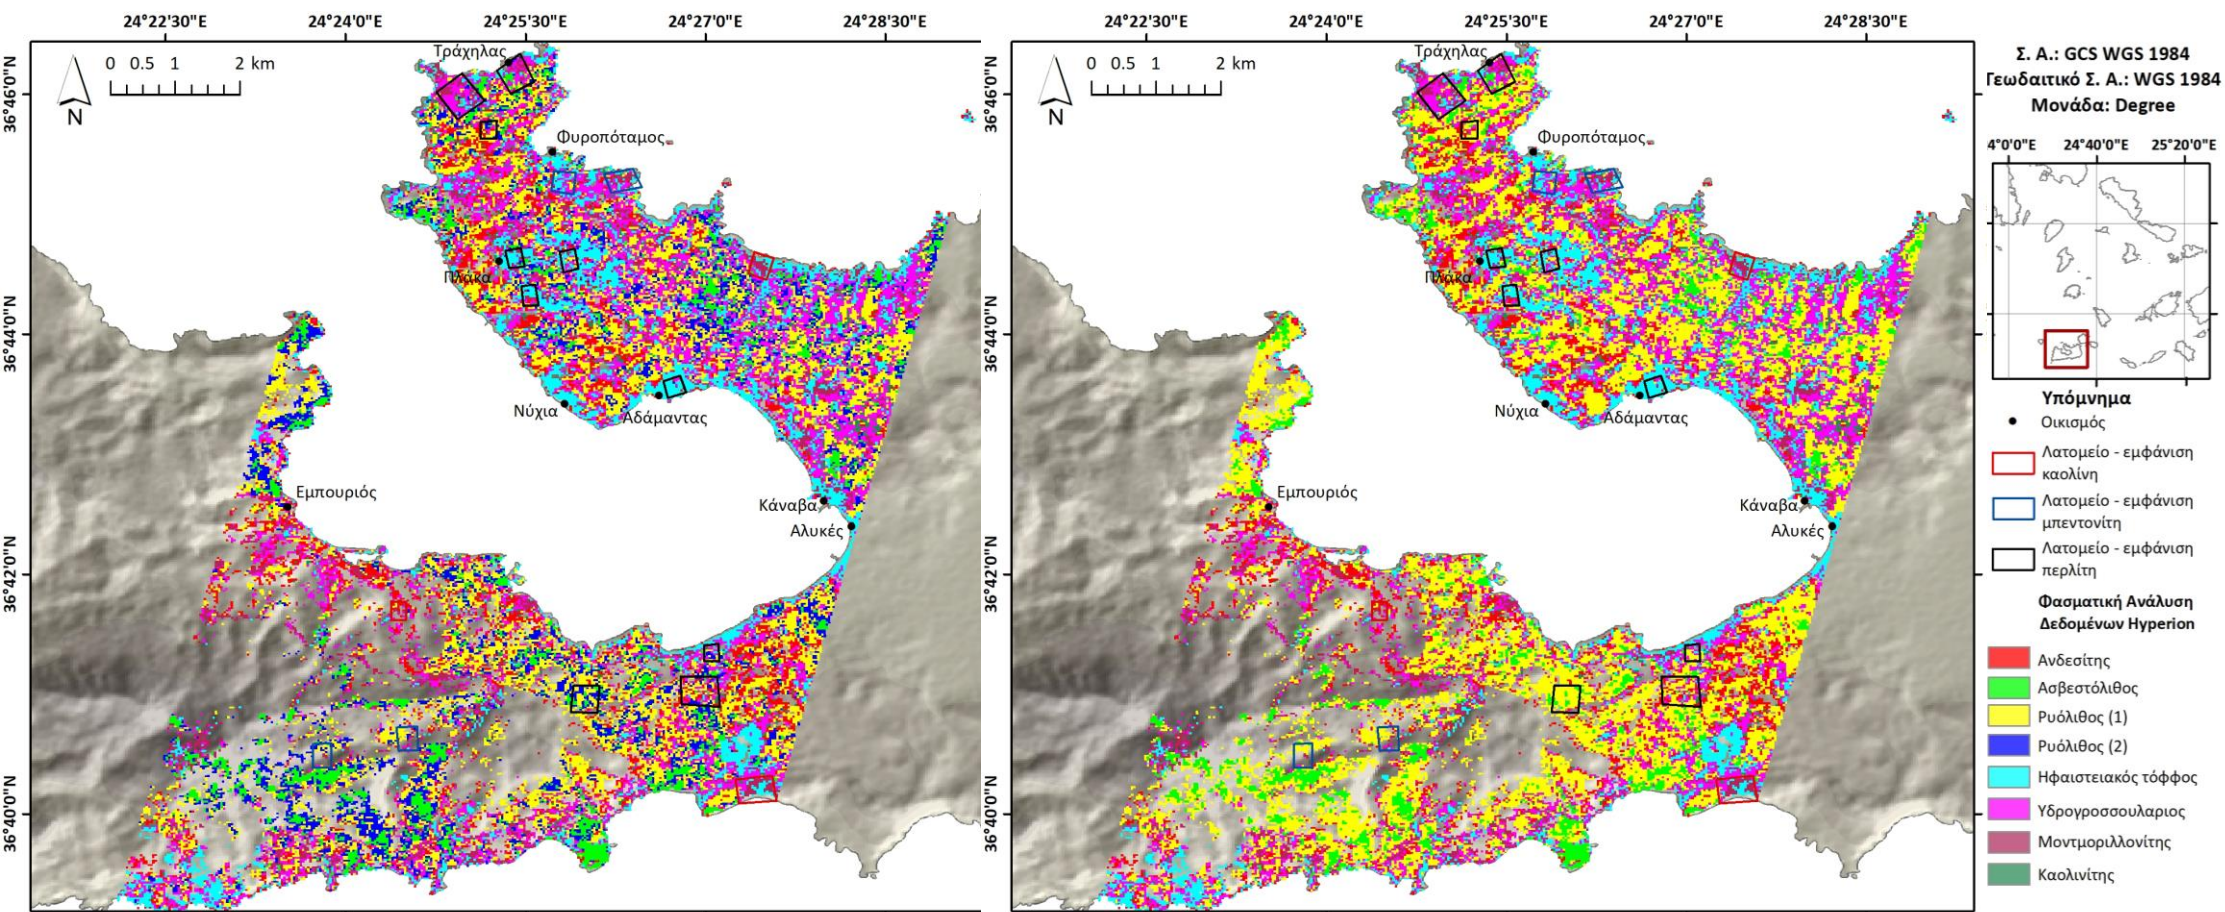 24°22'30"E 24°24'0"E 24°25'30"E 24°27'0"E 24°28'30"E
36°46'0"N
36°44'0"N
36°42'0"N
36°40'0"N
0 0.5 1 2 km
N
Τράχηλας
Φυροπόταμος
Πλάκα
Νύχια
Αδάμαντας
Εμπουριός
Κάναβα
Αλυκές
24°22'30"E 24°24'0"E 24°25'30"E 24°27'0"E 24°28'30"E
36°46'0"N
36°44'0"N
36°42'0"N
36°40'0"N
0 0.5 1 2 km
N
Τράχηλας
Φυροπόταμος
Πλάκα
Νύχια
Αδάμαντας
Εμπουριός
Κάναβα
Αλυκές
Σ. Α.: GCS WGS 1984
Γεωδαιτικό Σ. Α.: WGS 1984
Μονάδα: Degree
4°0'0"E 24°40'0"E 25°20'0"E
Υπόμνημα
Οικισμός
Λατομείο - εμφάνιση
καολίνη
Λατομείο - εμφάνιση
μπεντονίτη
Λατομείο - εμφάνιση
περλίτη
Φασματική Ανάλυση
Δεδομένων Hyperion
Ανδεσίτης
Ασβεστόλιθος
Ρυόλιθος (1)
Ρυόλιθος (2)
Ηφαιστειακός τόφφος
Υδρογροσσουλαριος
Μοντμοριλλονίτης
Καολινίτης